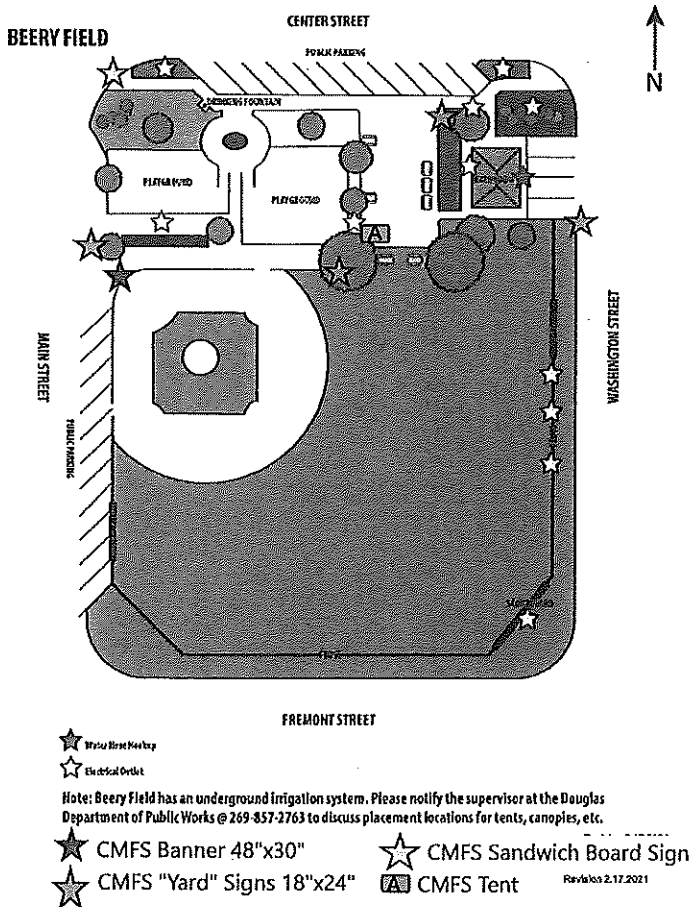 CENTER STREET
BEERY FIELD
PUBLIC PARKING
N
DRINKING FOUNTAIN
PLAYGROUND
PLAYGROUND
A
MAIN STREET
WASHINGTON STREET
PUBLIC PARKING
FREMONT STREET
Water Hose Hookup
Electrical Outlet
Note: Beery Field has an underground irrigation system. Please notify the supervisor at the Douglas
Department of Public Works @ 269-857-2763 to discuss placement locations for tents, canopies, etc.
CMFS Banner 48"x30"
CMFS Sandwich Board Sign
CMFS "Yard" Signs 18"x24"
A CMFS Tent
Revision 2.17.2021